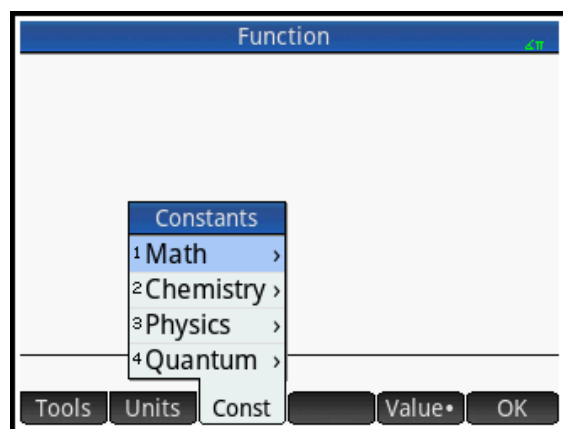 Function
∡π
Constants
1 Math ›
2 Chemistry ›
3 Physics ›
4 Quantum ›
Tools Units Const Value• OK